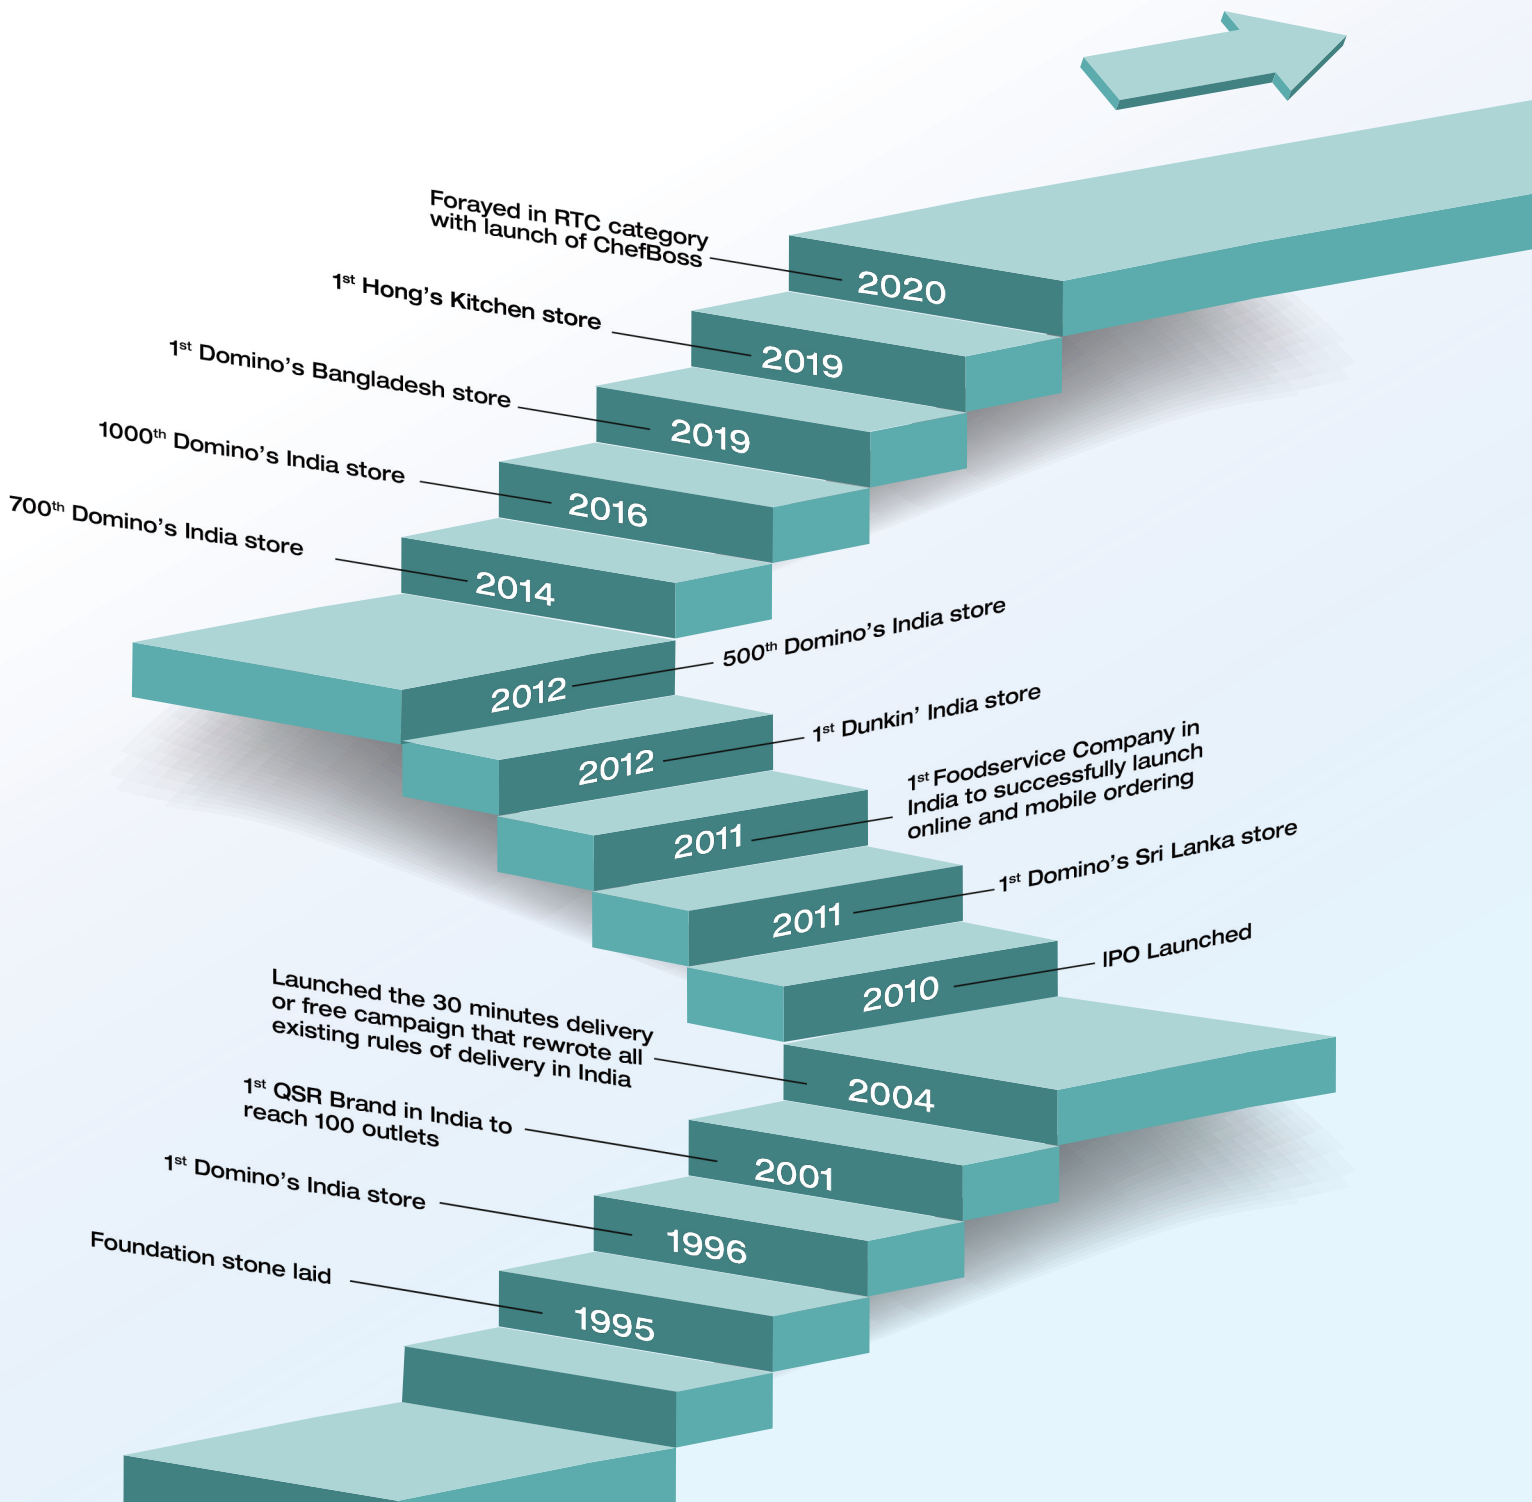 Forayed in RTC category
with launch of ChefBoss
2020
1st Hong's Kitchen store
2019
1st Domino's Bangladesh store
2019
1000th Domino's India store
2016
700th Domino's India store
2014
500th Domino's India store
2012
1st Dunkin' India store
2012
1st Foodservice Company in
India to successfully launch
online and mobile ordering
2011
1st Domino's Sri Lanka store
2011
IPO Launched
2010
Launched the 30 minutes delivery
or free campaign that rewrote all
existing rules of delivery in India
2004
1st QSR Brand in India to
reach 100 outlets
2001
1st Domino's India store
1996
Foundation stone laid
1995